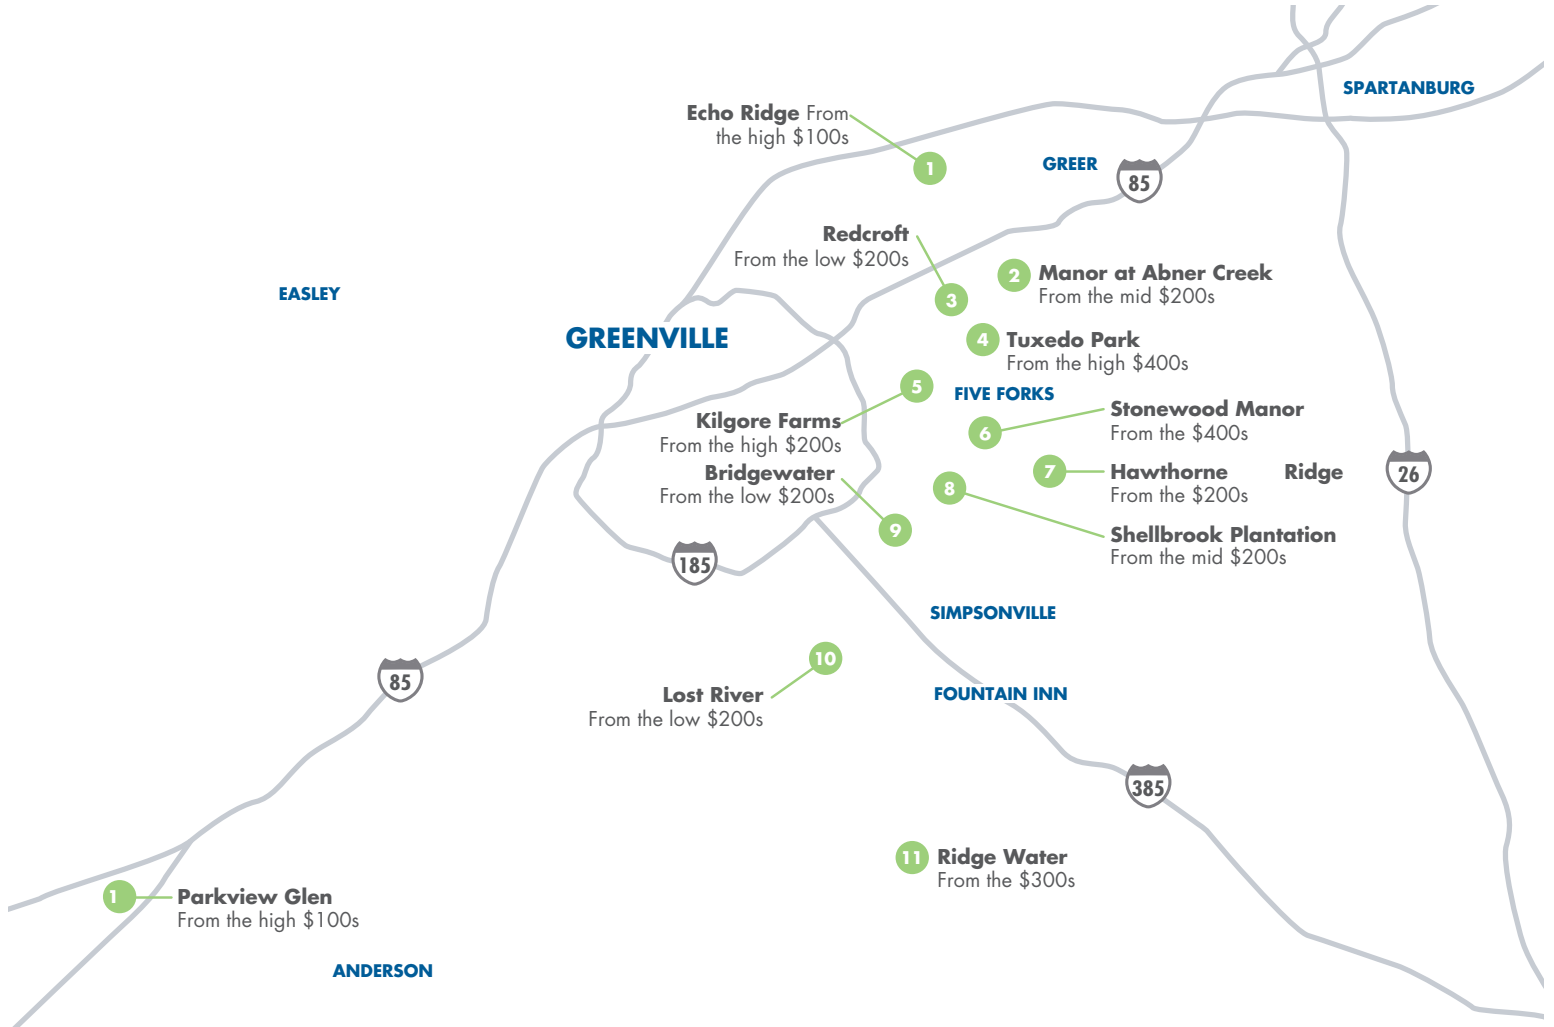 SPARTANBURG
Echo Ridge From
the high $100s
1
GREER
85
Redcroft
From the low $200s
2
Manor at Abner Creek
From the mid $200s
3
EASLEY
GREENVILLE
4
Tuxedo Park
From the high $400s
5
FIVE FORKS
Kilgore Farms
From the high $200s
6
Stonewood Manor
From the $400s
Bridgewater
From the low $200s
7
Hawthorne Ridge
From the $200s
26
8
9
Shellbrook Plantation
From the mid $200s
185
SIMPSONVILLE
10
85
Lost River
From the low $200s
FOUNTAIN INN
385
11
Ridge Water
From the $300s
1
Parkview Glen
From the high $100s
ANDERSON